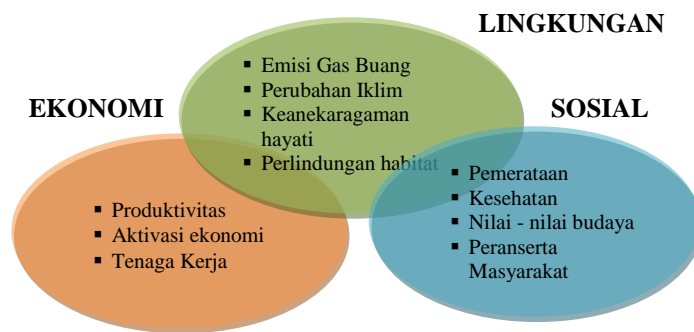 LINGKUNGAN
▪ Emisi Gas Buang
▪ Perubahan Iklim
▪ Keanekaragaman
hayati
▪ Perlindungan habitat
EKONOMI
▪ Produktivitas
▪ Aktivasi ekonomi
▪ Tenaga Kerja
SOSIAL
▪ Pemerataan
▪ Kesehatan
▪ Nilai - nilai budaya
▪ Peranserta
Masyarakat